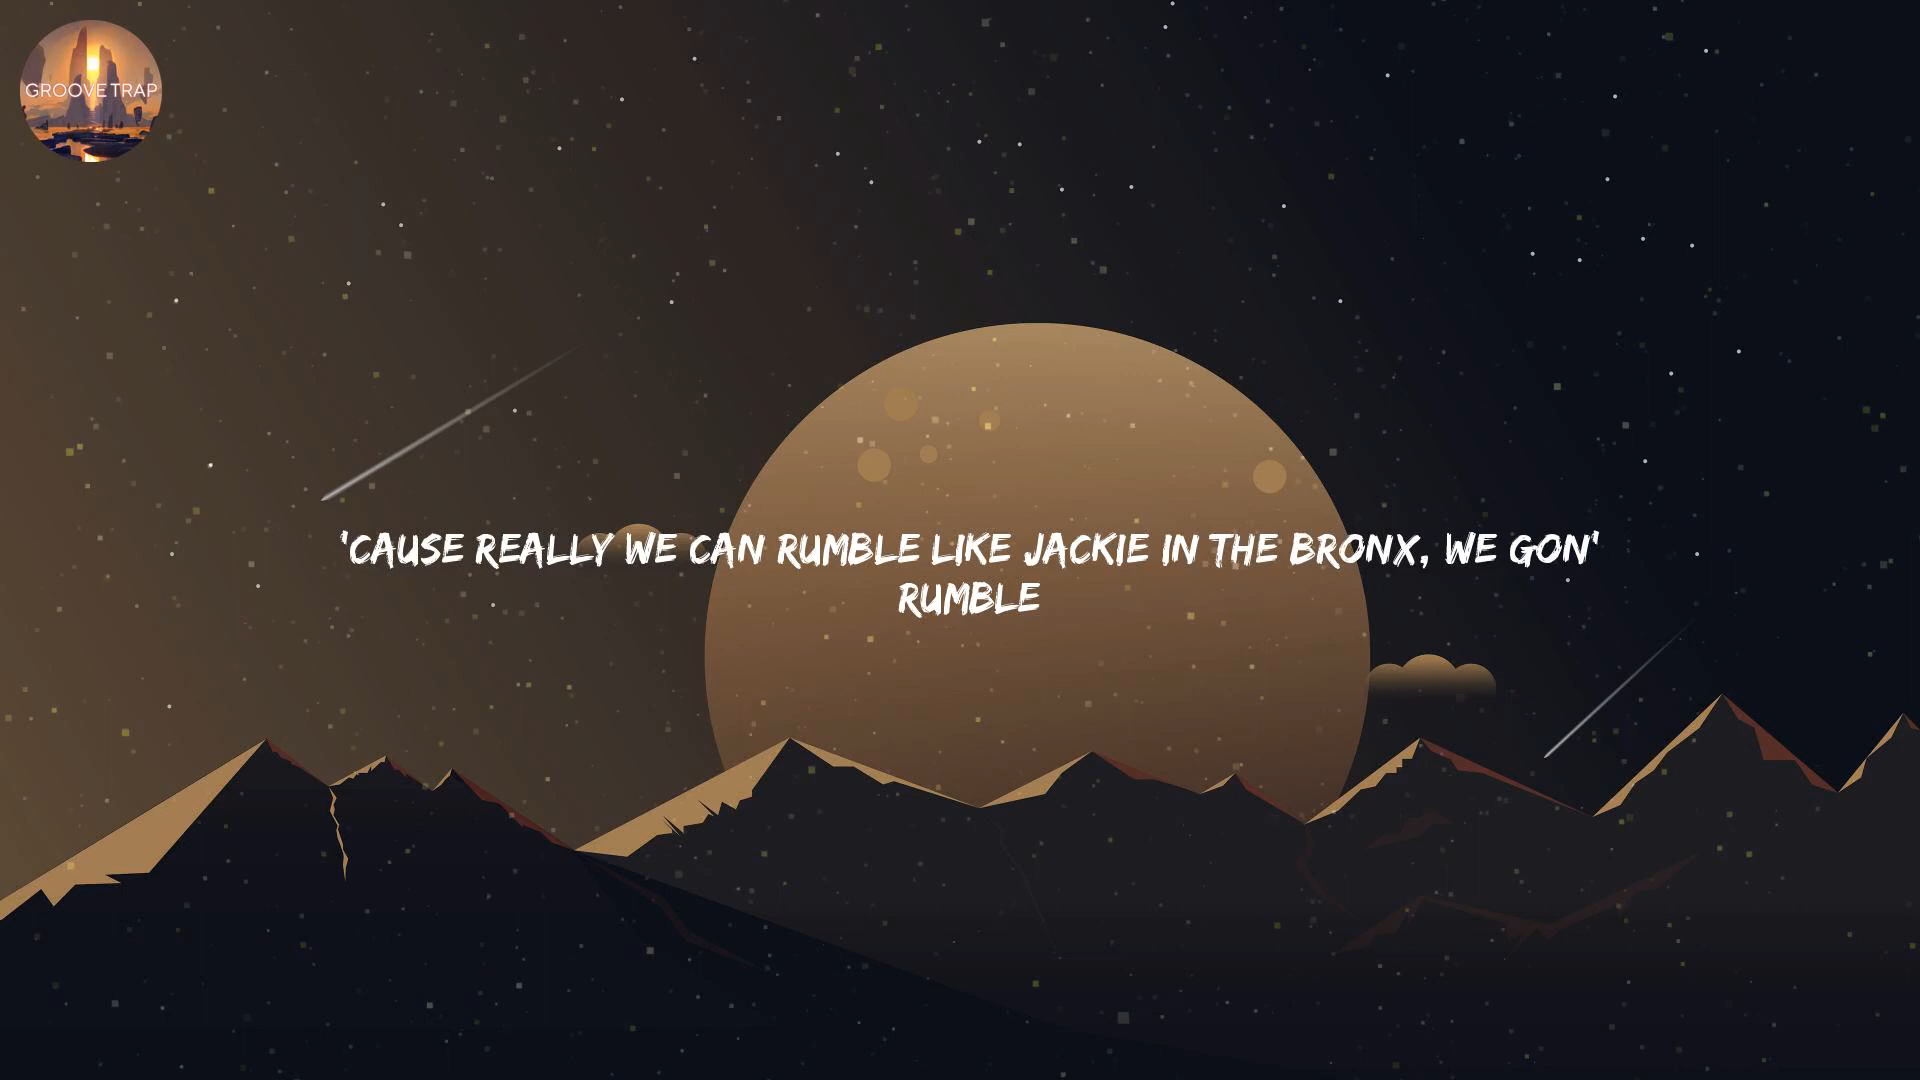 GROOVE TRAP
'CAUSE REALLY WE CAN RUMBLE LIKE JACKIE IN THE BRONX, WE GON'
RUMBLE